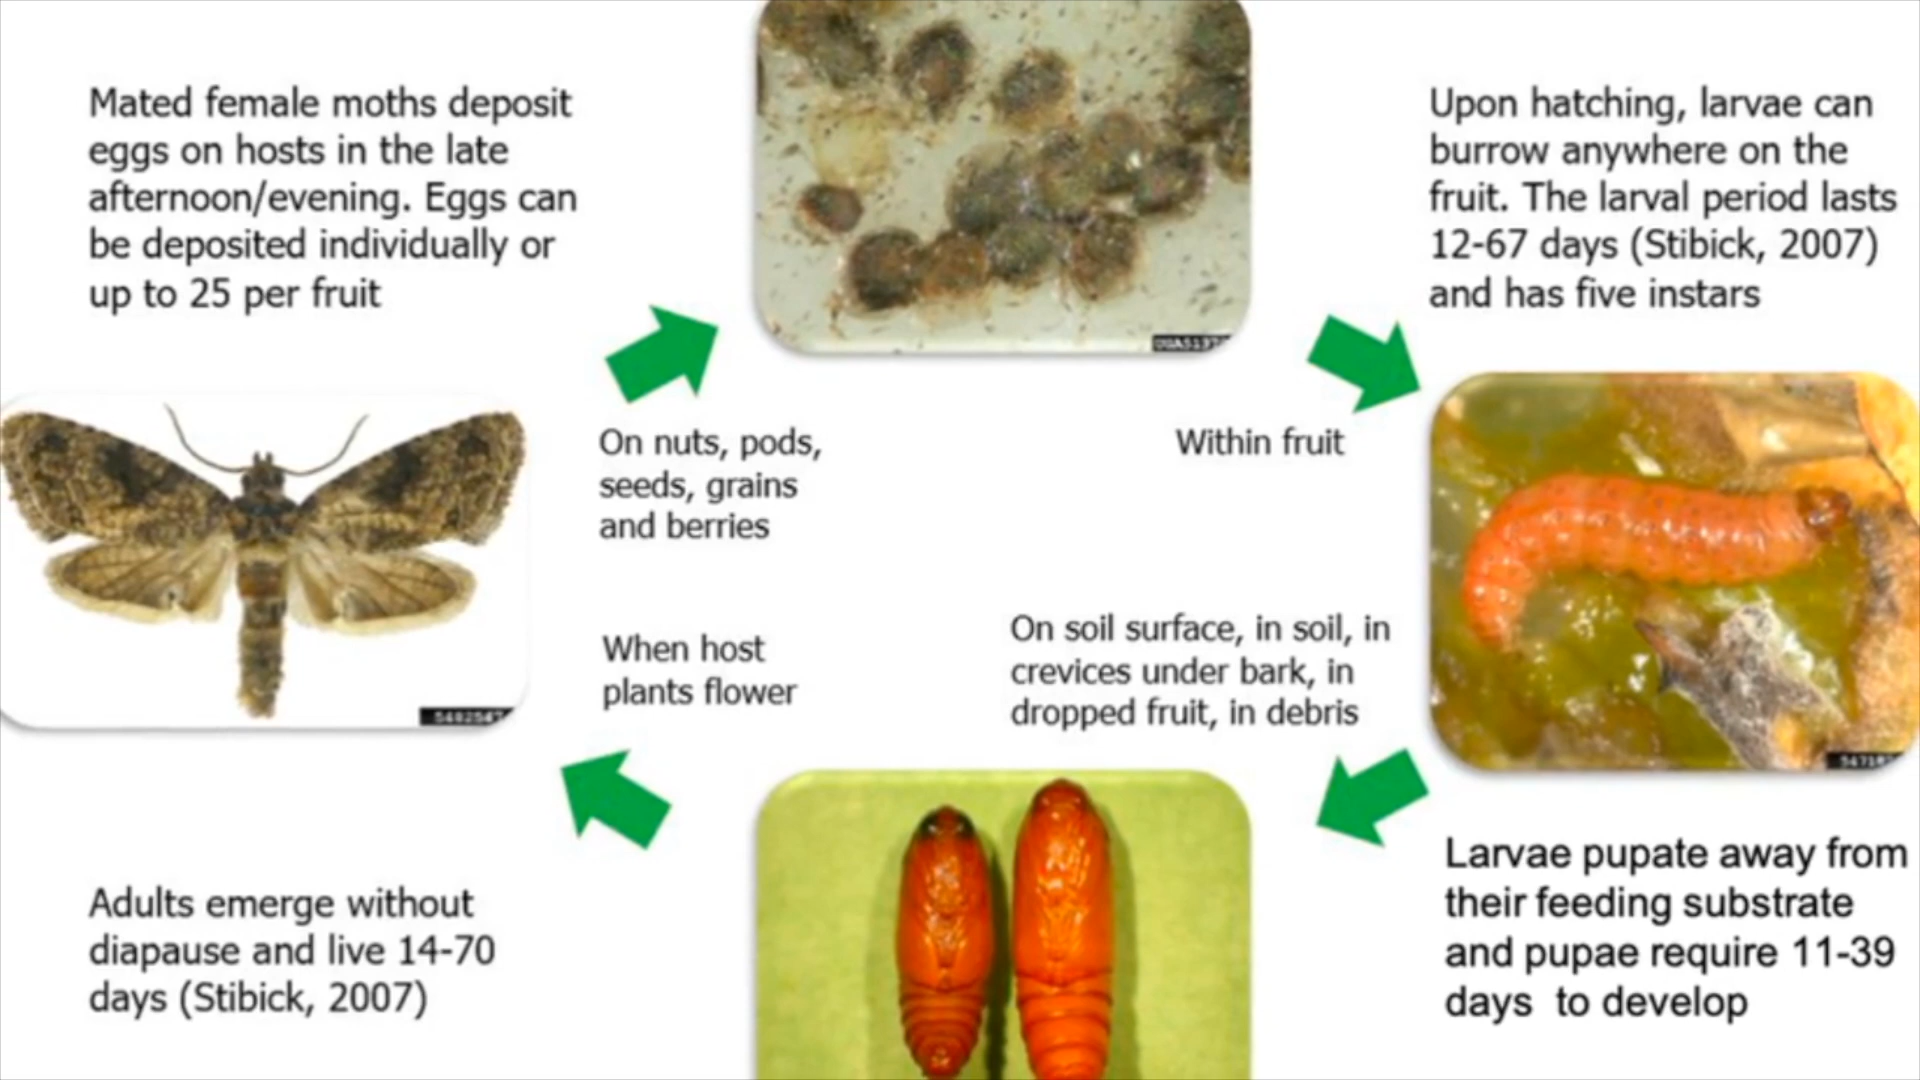 Mated female moths deposit
eggs on hosts in the late
afternoon/evening. Eggs can
be deposited individually or
up to 25 per fruit
Upon hatching, larvae can
burrow anywhere on the
fruit. The larval period lasts
12-67 days (Stibick, 2007)
and has five instars
On nuts, pods,
seeds, grains
and berries
Within fruit
When host
plants flower
On soil surface, in soil, in
crevices under bark, in
dropped fruit, in debris
Adults emerge without
diapause and live 14-70
days (Stibick, 2007)
Larvae pupate away from
their feeding substrate
and pupae require 11-39
days  to develop